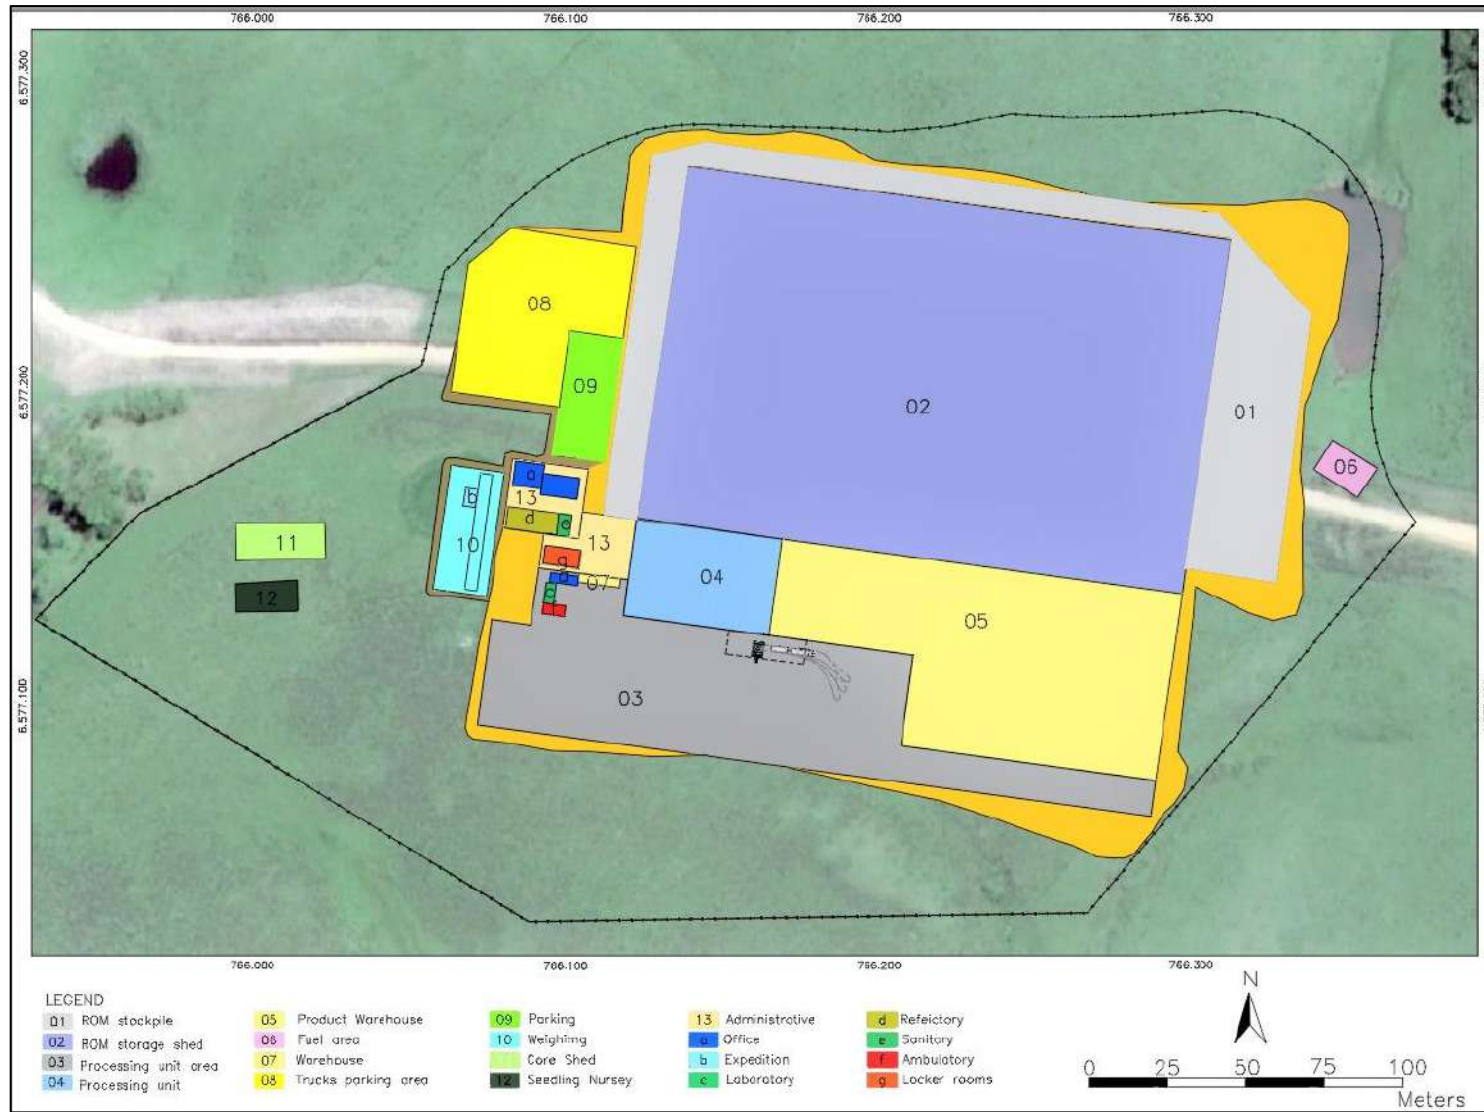 766.000 766.100 766.200 766.300
6.577.300
6.577.200
6.577.100
08
09
02
01
06
a
13
b
d
e
10
13
11
g
04
07
12
05
03
766.000 766.100 766.200 766.300
LEGEND
01 ROM stockpile
02 ROM storage shed
03 Processing unit area
04 Processing unit
05 Product Warehouse
06 Fuel area
07 Warehouse
08 Trucks parking area
09 Parking
10 Weighing
Core Shed
12 Seedling Nursey
13 Administrative
a Office
b Expedition
c Laboratory
d Refeictory
e Sanitary
f Ambulatory
g Locker rooms
N
0 25 50 75 100
Meters